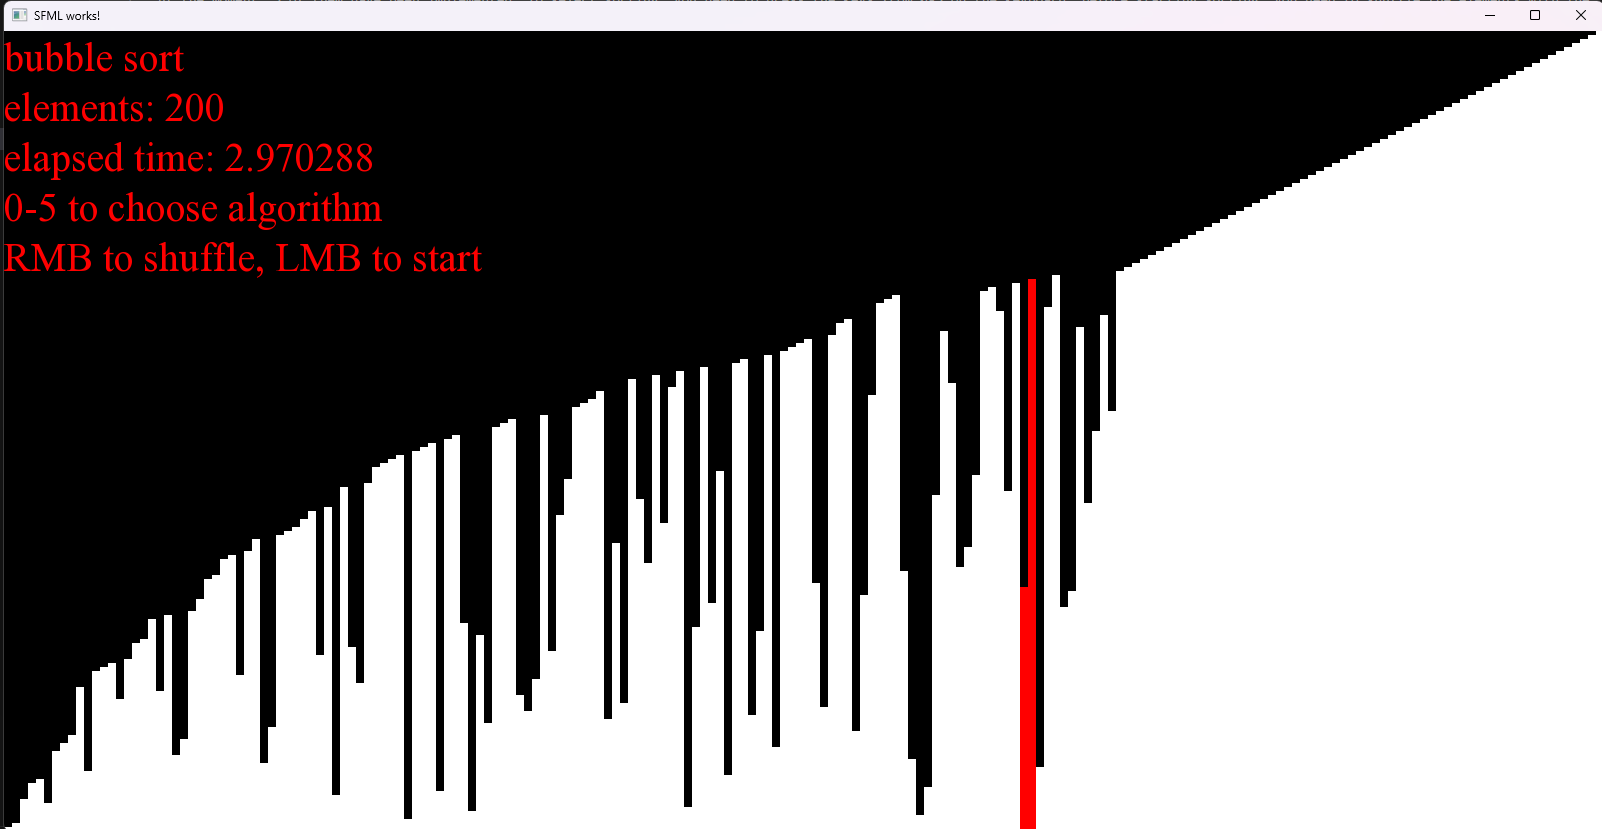 SFML works!
bubble sort
elements: 200
elapsed time: 2.970288
0-5 to choose algorithm
RMB to shuffle, LMB to start